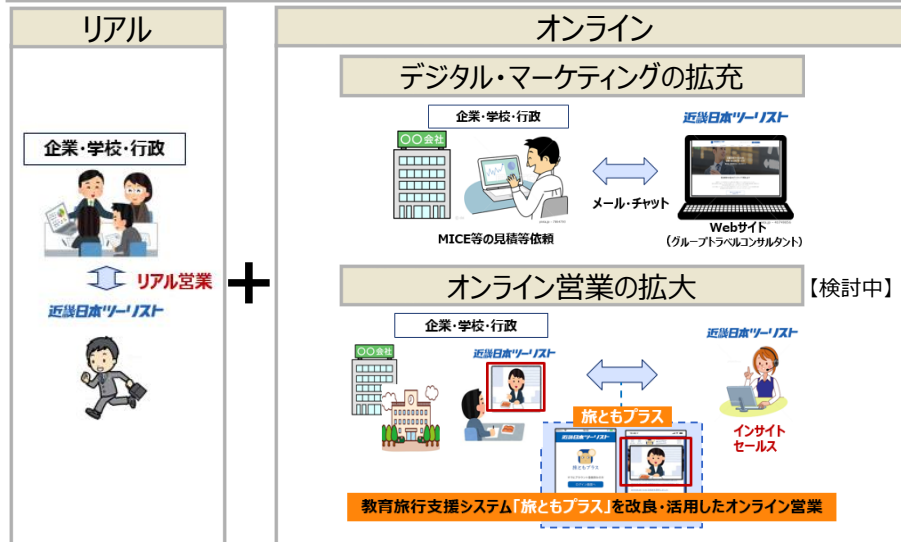 リアル
企業・学校・行政
リアル営業
近畿日本ツーリスト
+
オンライン
デジタル・マーケティングの拡充
企業・学校・行政
〇〇会社
MICE等の見積等依頼
メール・チャット
近畿日本ツーリスト
Webサイト
（グループトラベルコンサルタント）
オンライン営業の拡大
【検討中】
企業・学校・行政
〇〇会社
近畿日本ツーリスト
近畿日本ツーリスト
インサイト
セールス
旅ともプラス
近畿日本ツーリスト
旅ともプラス
教育旅行支援システム「旅ともプラス」を改良・活用したオンライン営業